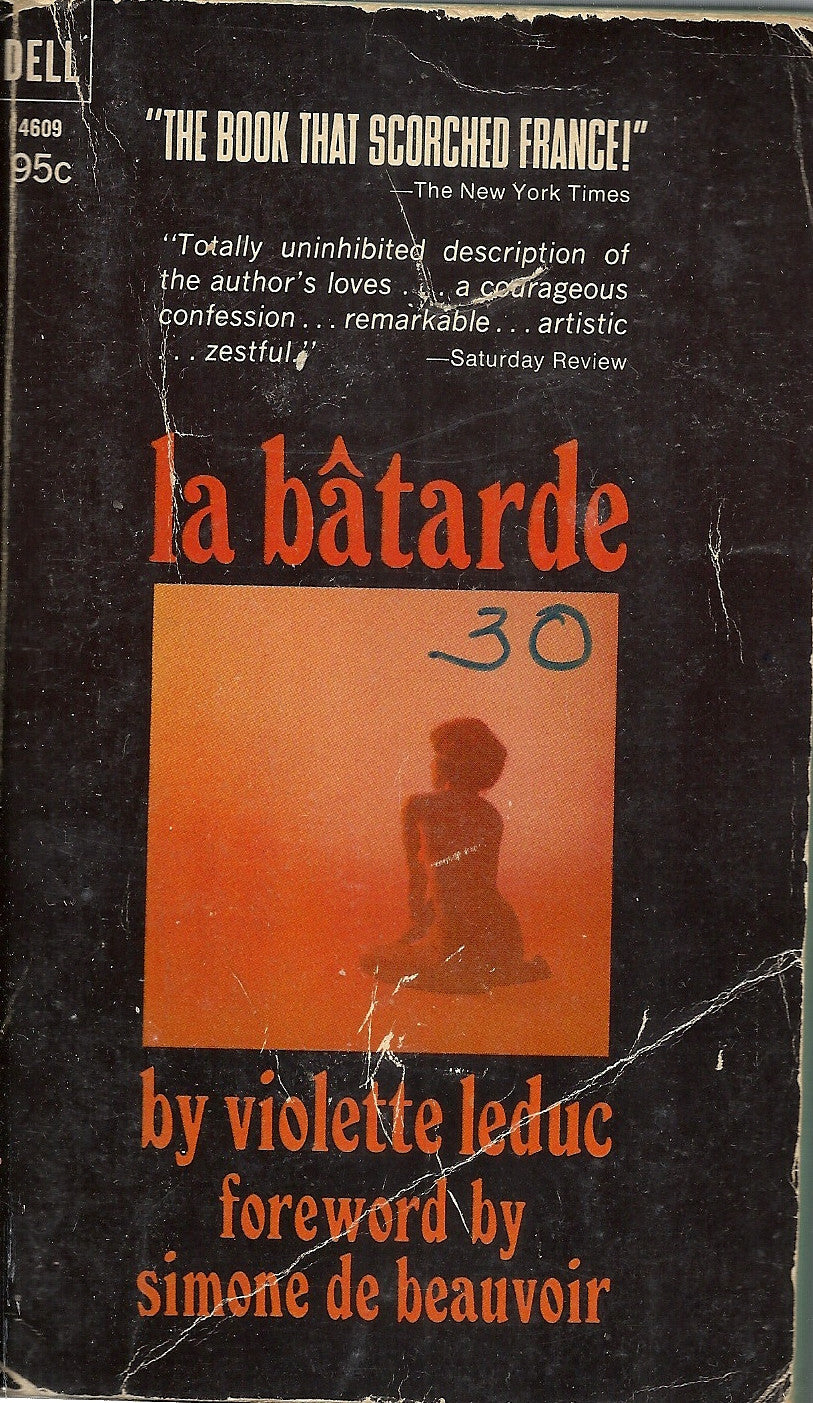 DELL
4609
95c
"THE BOOK THAT SCORCHED FRANCE!"
—The New York Times
"Totally uninhibited description of
the author's loves .... a courageous
confession ... remarkable ... artistic
... zestful."
—Saturday Review
la bâtarde
30
by violette leduc
foreword by
simone de beauvoir